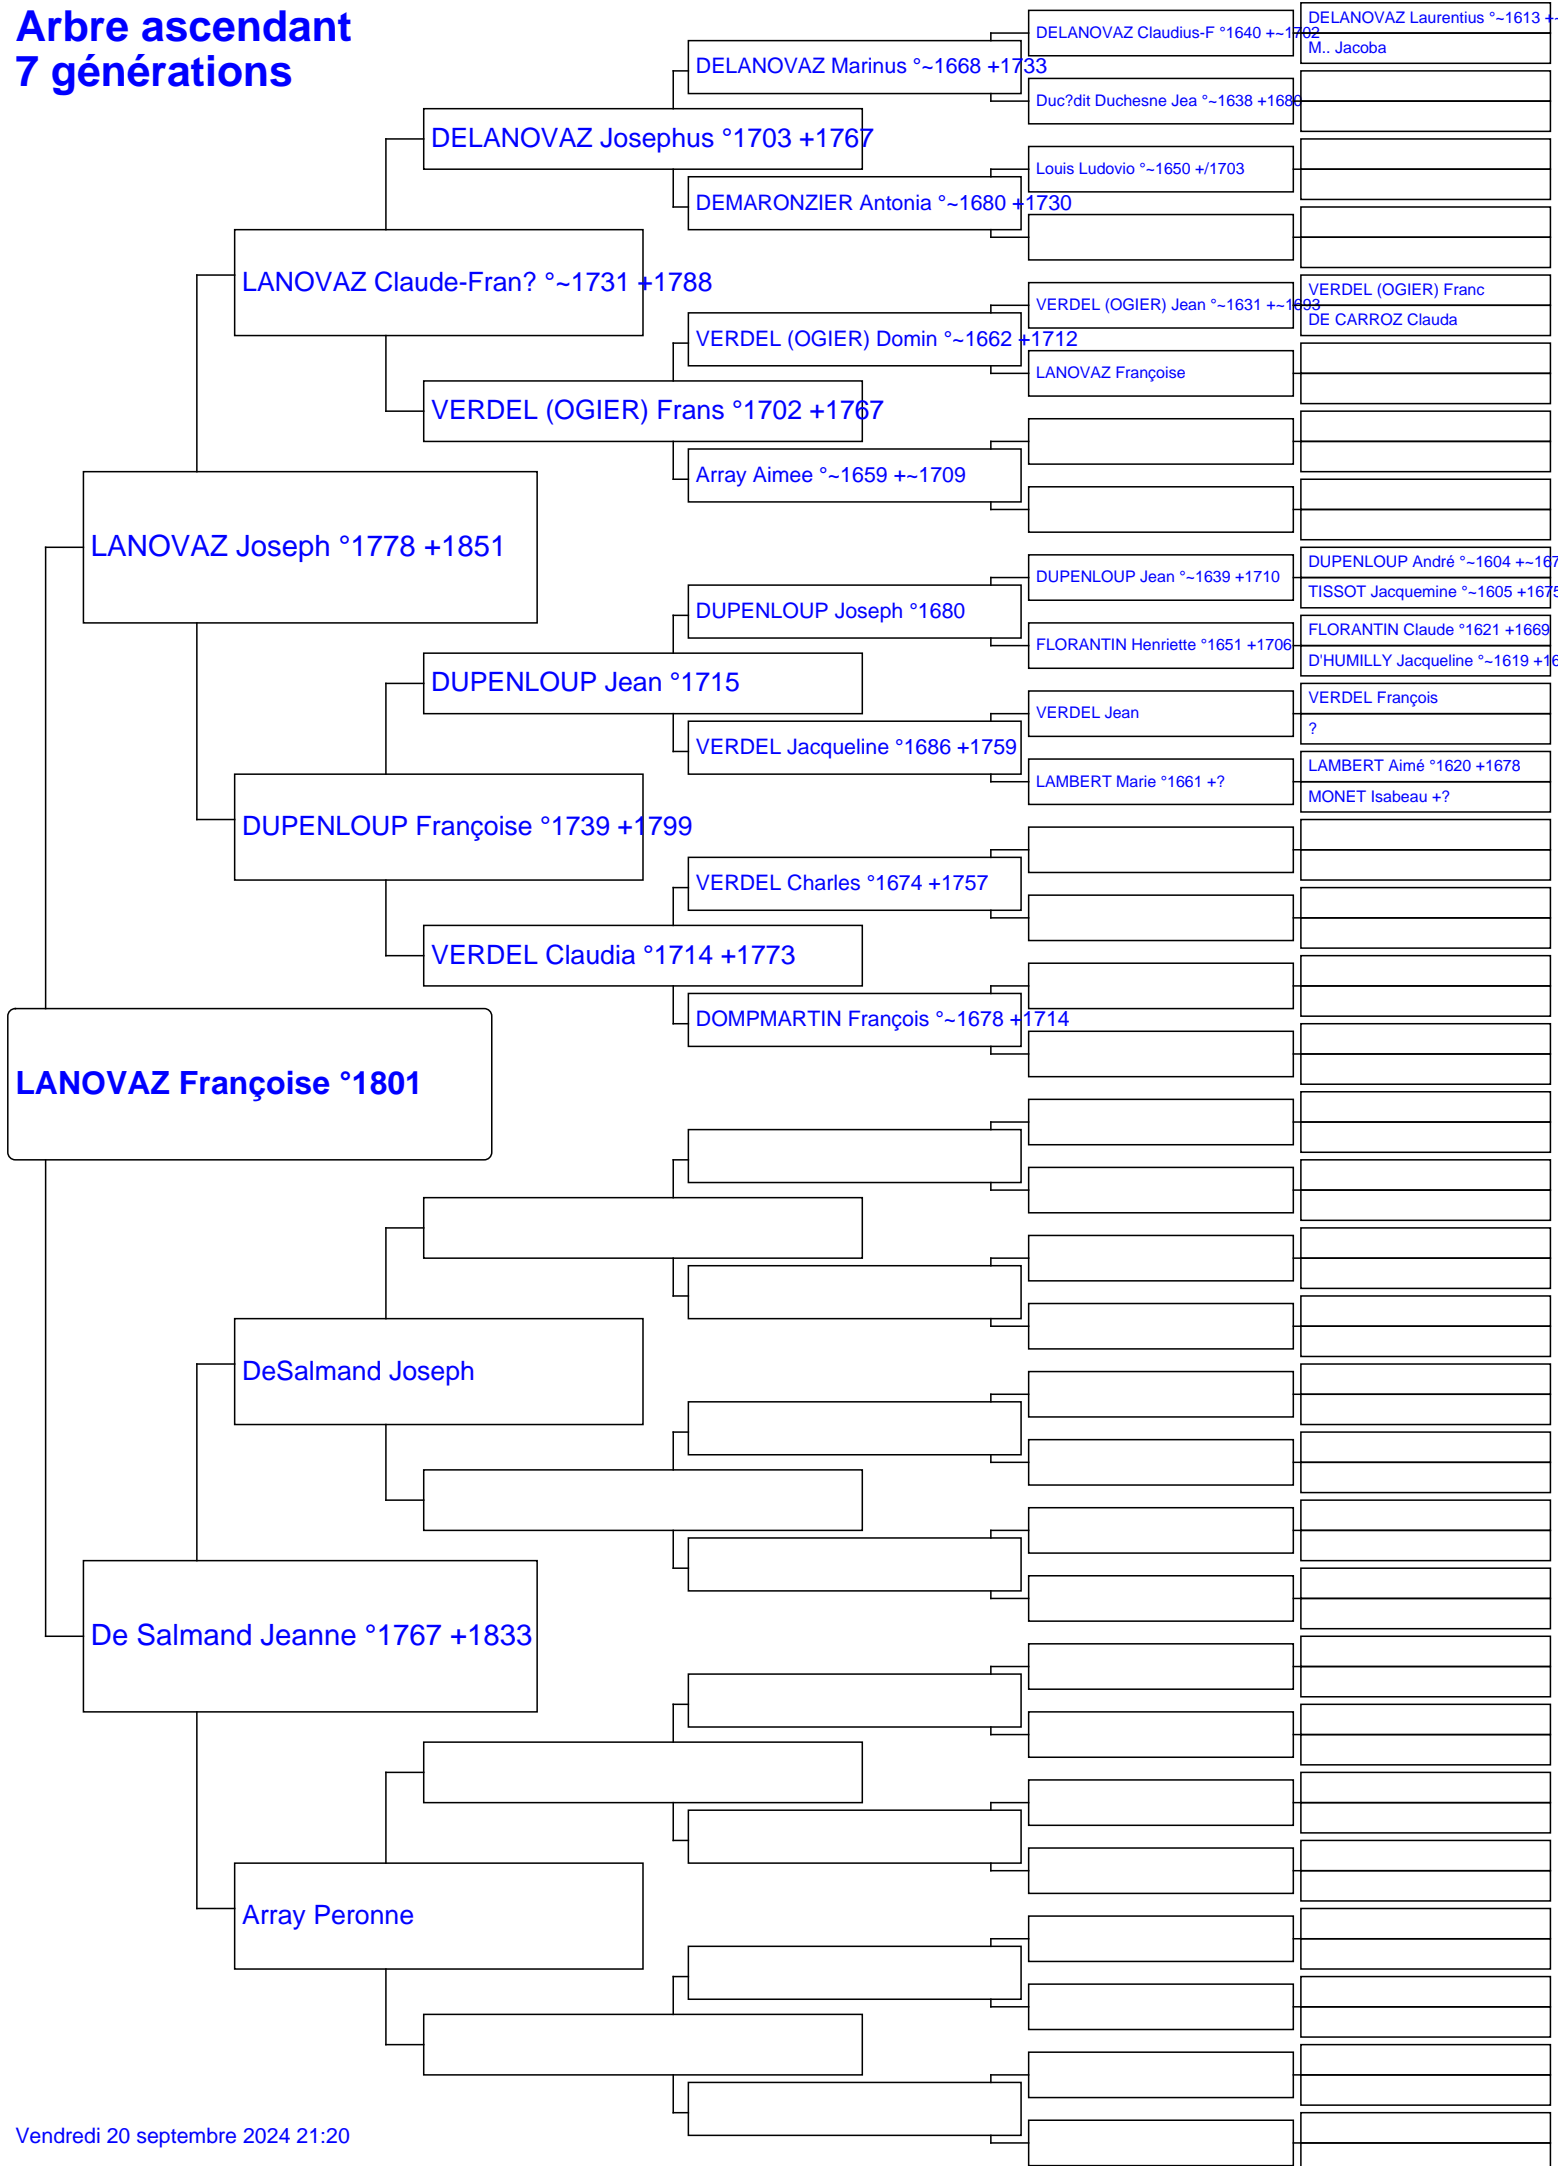 Arbre ascendant
7 générations
DELANOVAZ Laurentius °~1613 +~
DELANOVAZ Claudius-F °1640 +~1702
M.. Jacoba
DELANOVAZ Marinus °~1668 +1733
Duc?dit Duchesne Jea °~1638 +1680
DELANOVAZ Josephus °1703 +1767
Louis Ludovio °~1650 +/1703
DEMARONZIER Antonia °~1680 +1730
LANOVAZ Claude-Fran? °~1731 +1788
VERDEL (OGIER) Franc
VERDEL (OGIER) Jean °~1631 +~1693
DE CARROZ Clauda
VERDEL (OGIER) Domin °~1662 +1712
LANOVAZ Françoise
VERDEL (OGIER) Frans °1702 +1767
Array Aimee °~1659 +~1709
LANOVAZ Joseph °1778 +1851
DUPENLOUP André °~1604 +~167
DUPENLOUP Jean °~1639 +1710
TISSOT Jacquemine °~1605 +1675
DUPENLOUP Joseph °1680
FLORANTIN Claude °1621 +1669
FLORANTIN Henriette °1651 +1706
D'HUMILLY Jacqueline °~1619 +16
DUPENLOUP Jean °1715
VERDEL François
VERDEL Jean
?
VERDEL Jacqueline °1686 +1759
LAMBERT Aimé °1620 +1678
LAMBERT Marie °1661 +?
MONET Isabeau +?
DUPENLOUP Françoise °1739 +1799
VERDEL Charles °1674 +1757
VERDEL Claudia °1714 +1773
DOMPMARTIN François °~1678 +1714
LANOVAZ Françoise °1801
DeSalmand Joseph
De Salmand Jeanne °1767 +1833
Array Peronne
Vendredi 20 septembre 2024 21:20